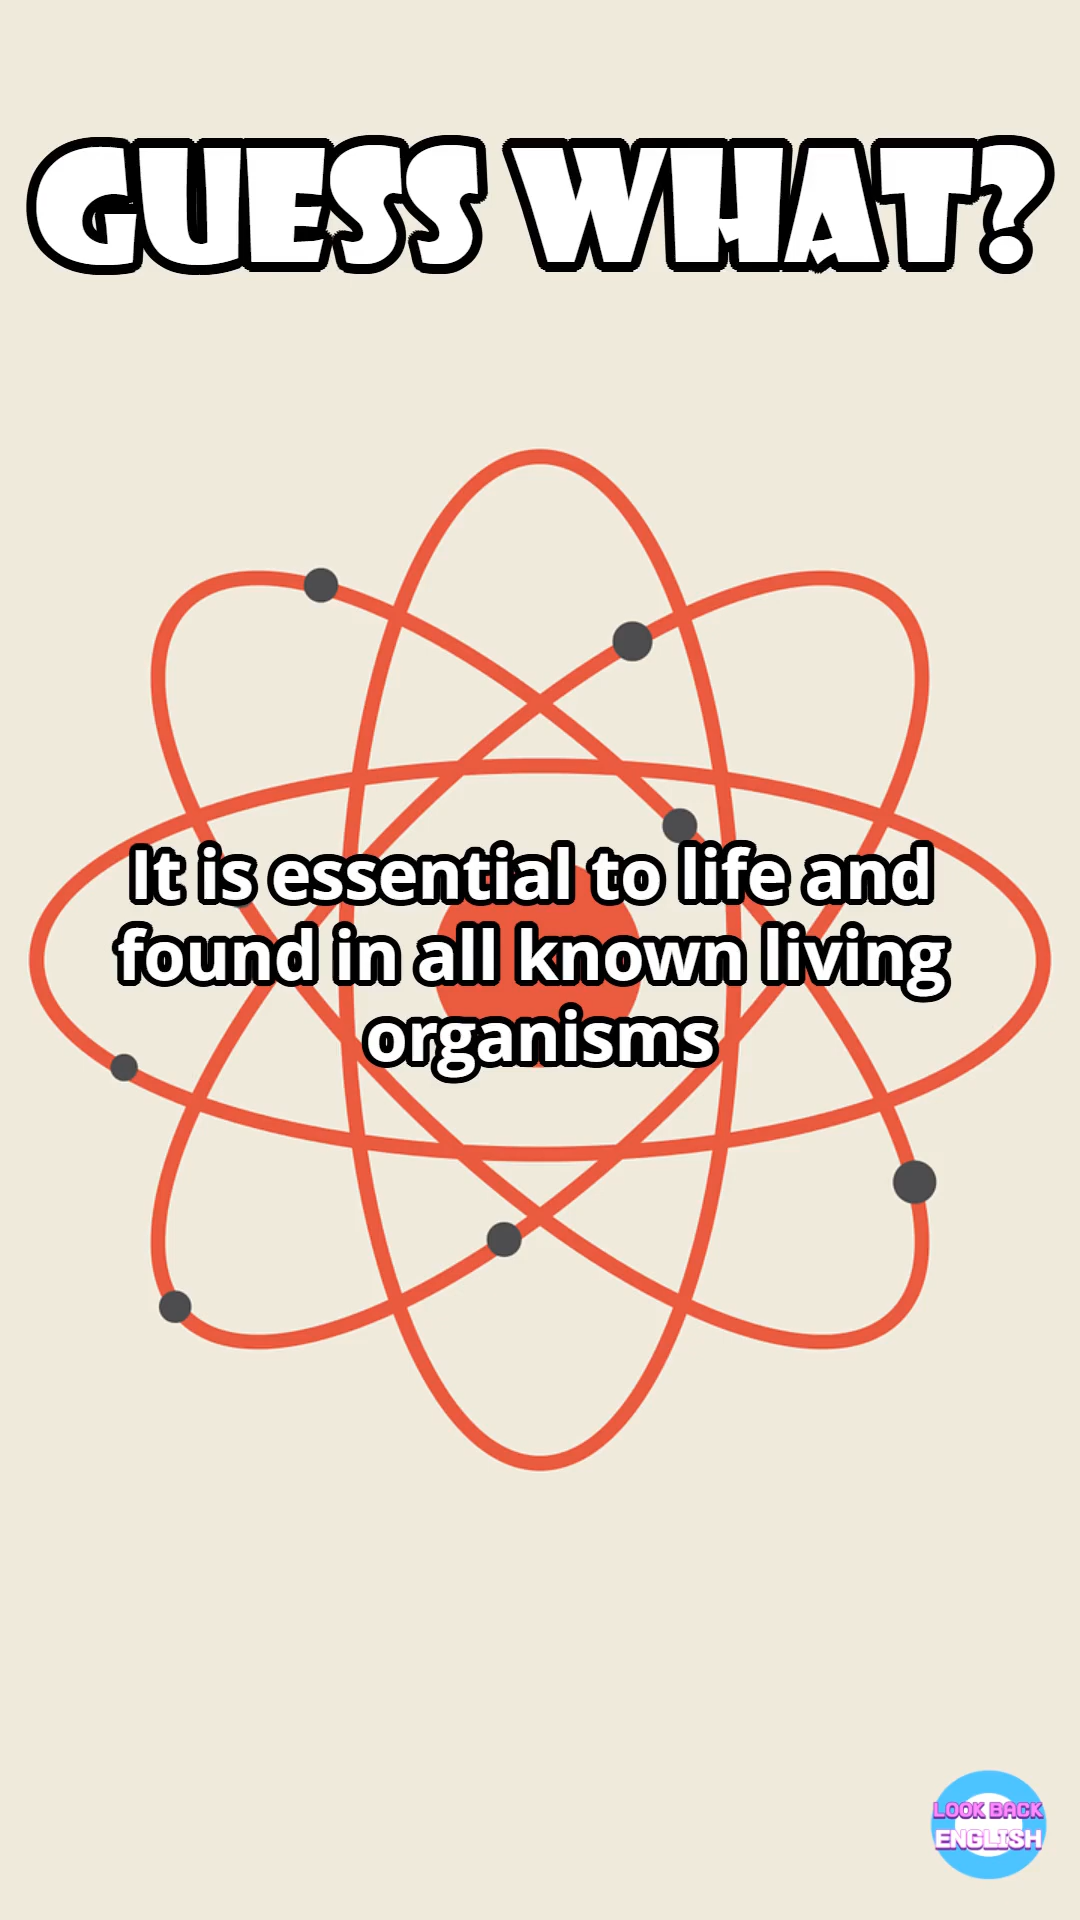 GUESS WHAT?
It is essential to life and
found in all known living
organisms
LOOK BACK
ENGLISH